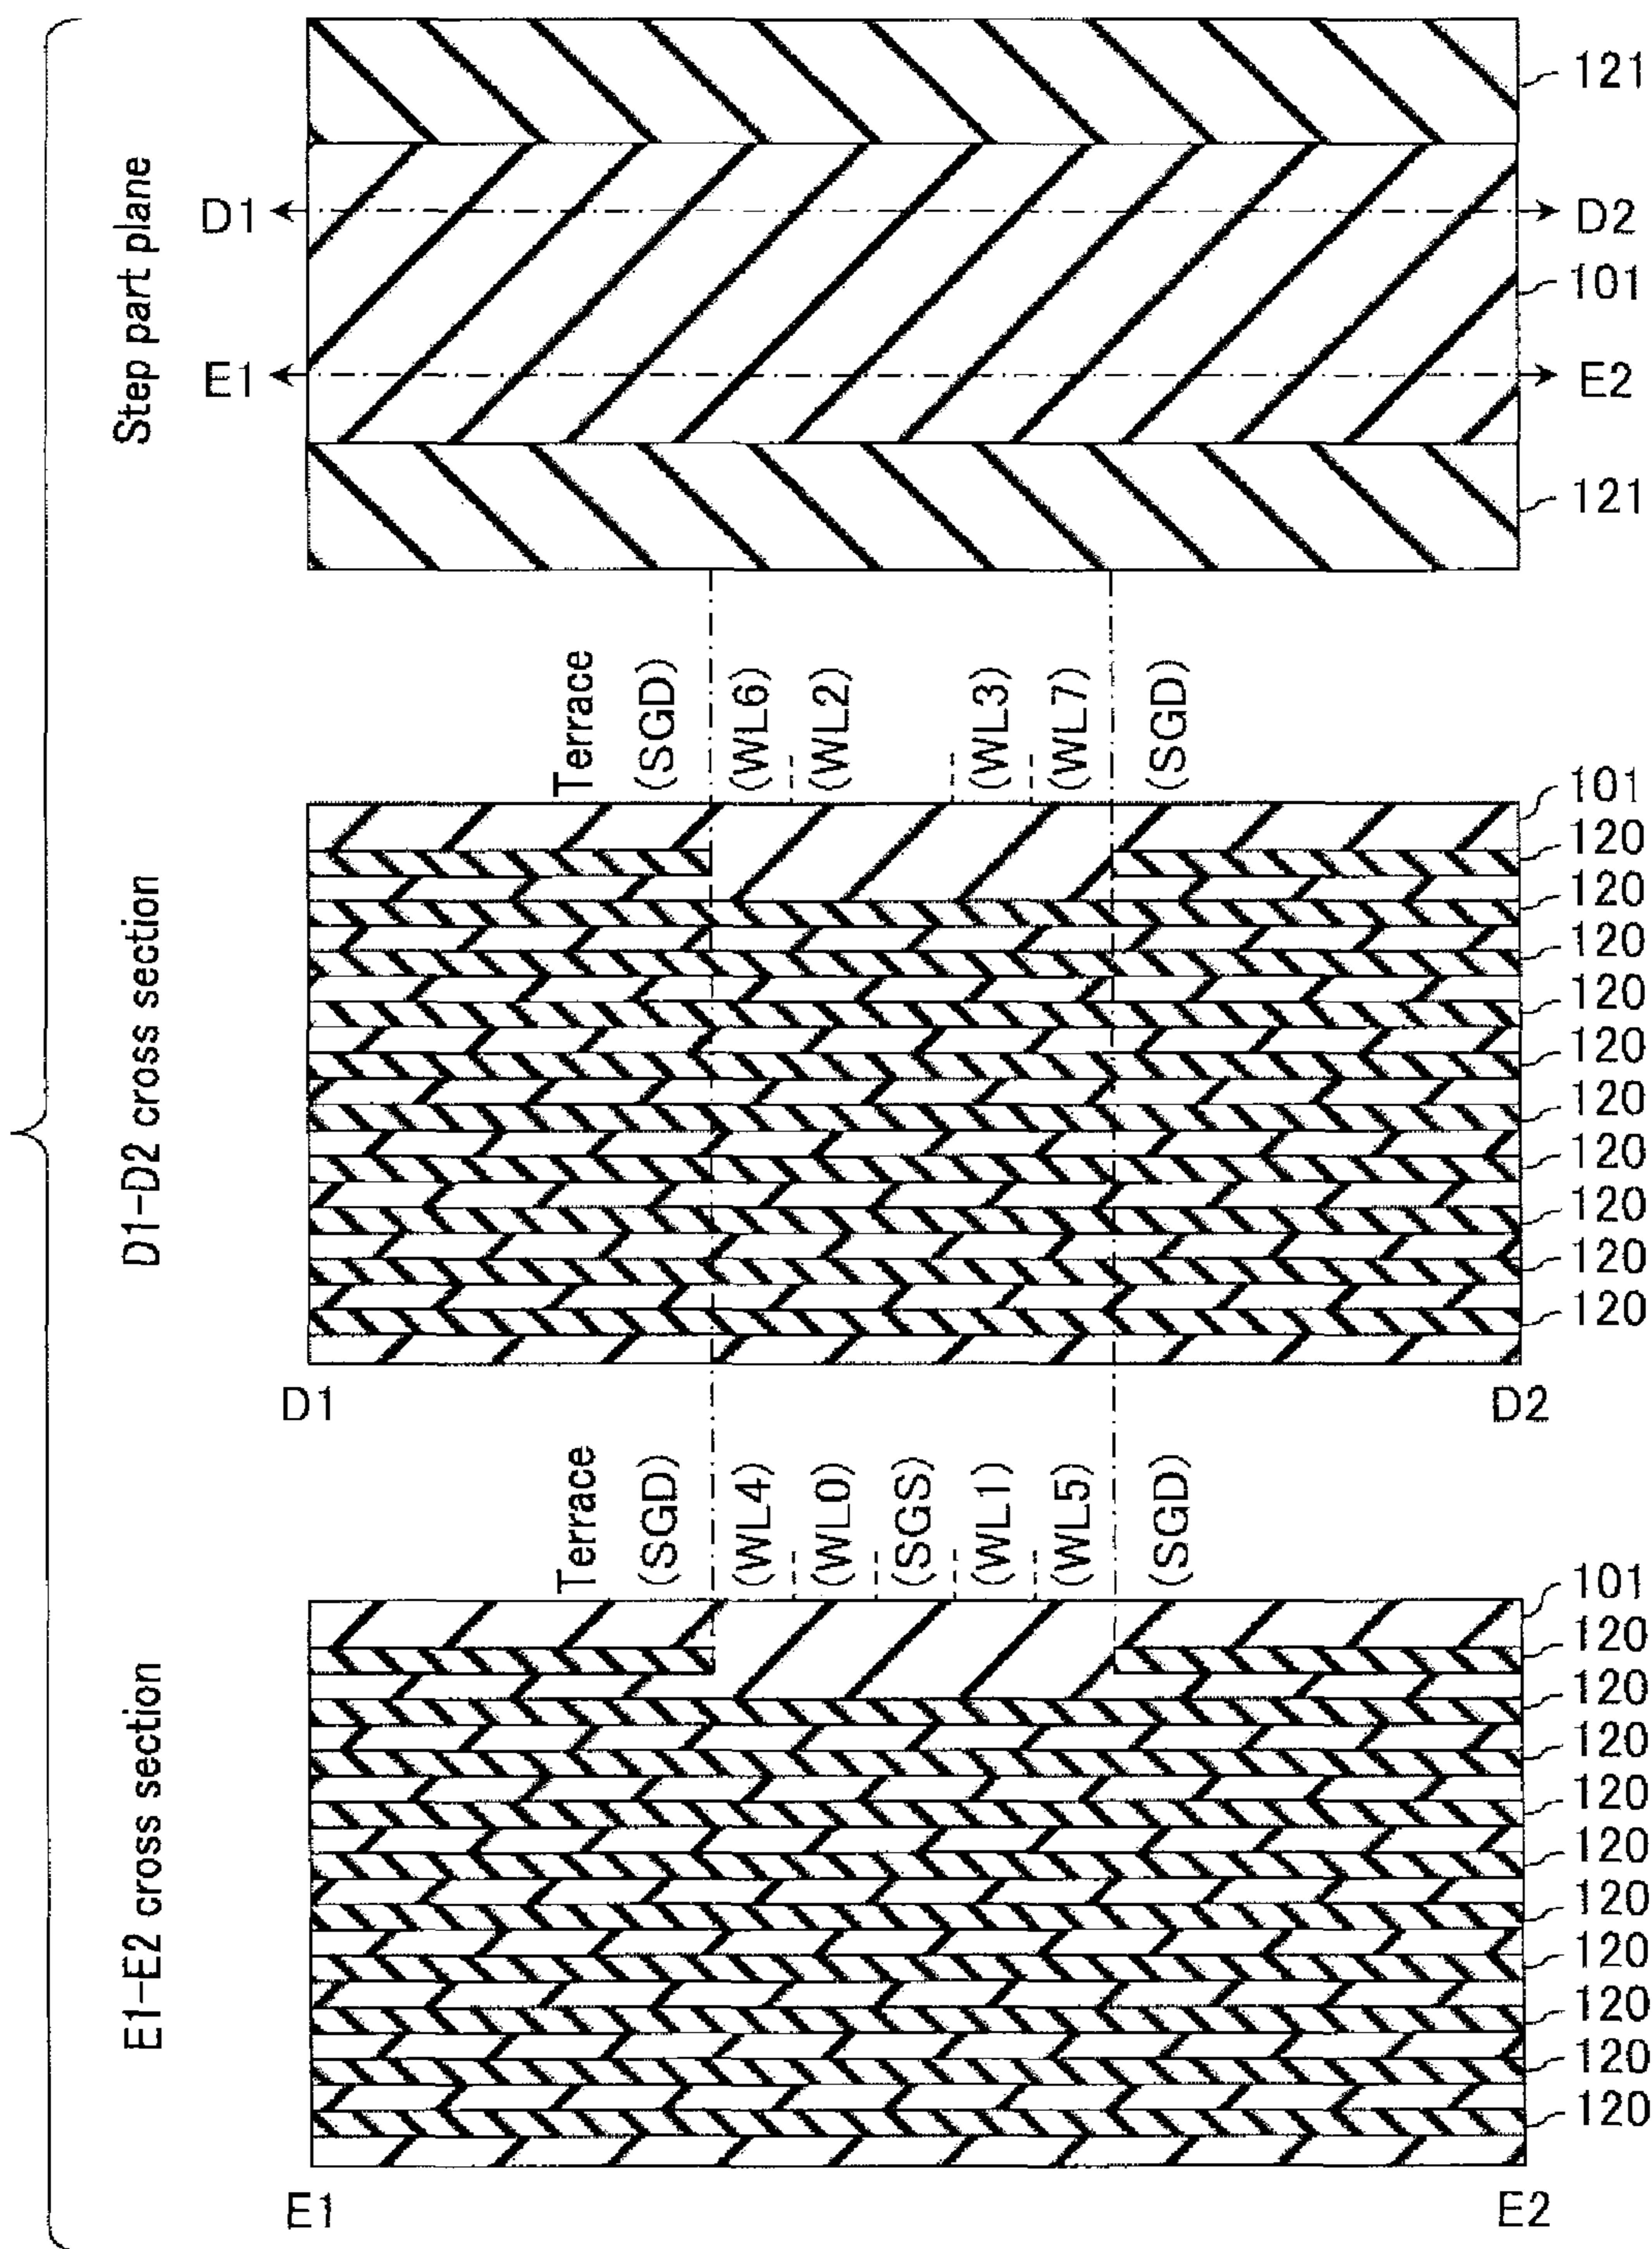 Step part plane
121
D1
D2
101
E1
E2
121
D1-D2 cross section
Terrace
(SGD)
(WL6)
(WL2)
(WL3)
(WL7)
(SGD)
101
120
120
120
120
120
120
120
120
120
120
D1
D2
E1-E2 cross section
Terrace
(SGD)
(WL4)
(WL0)
(SGS)
(WL1)
(WL5)
(SGD)
101
120
120
120
120
120
120
120
120
120
120
E1
E2